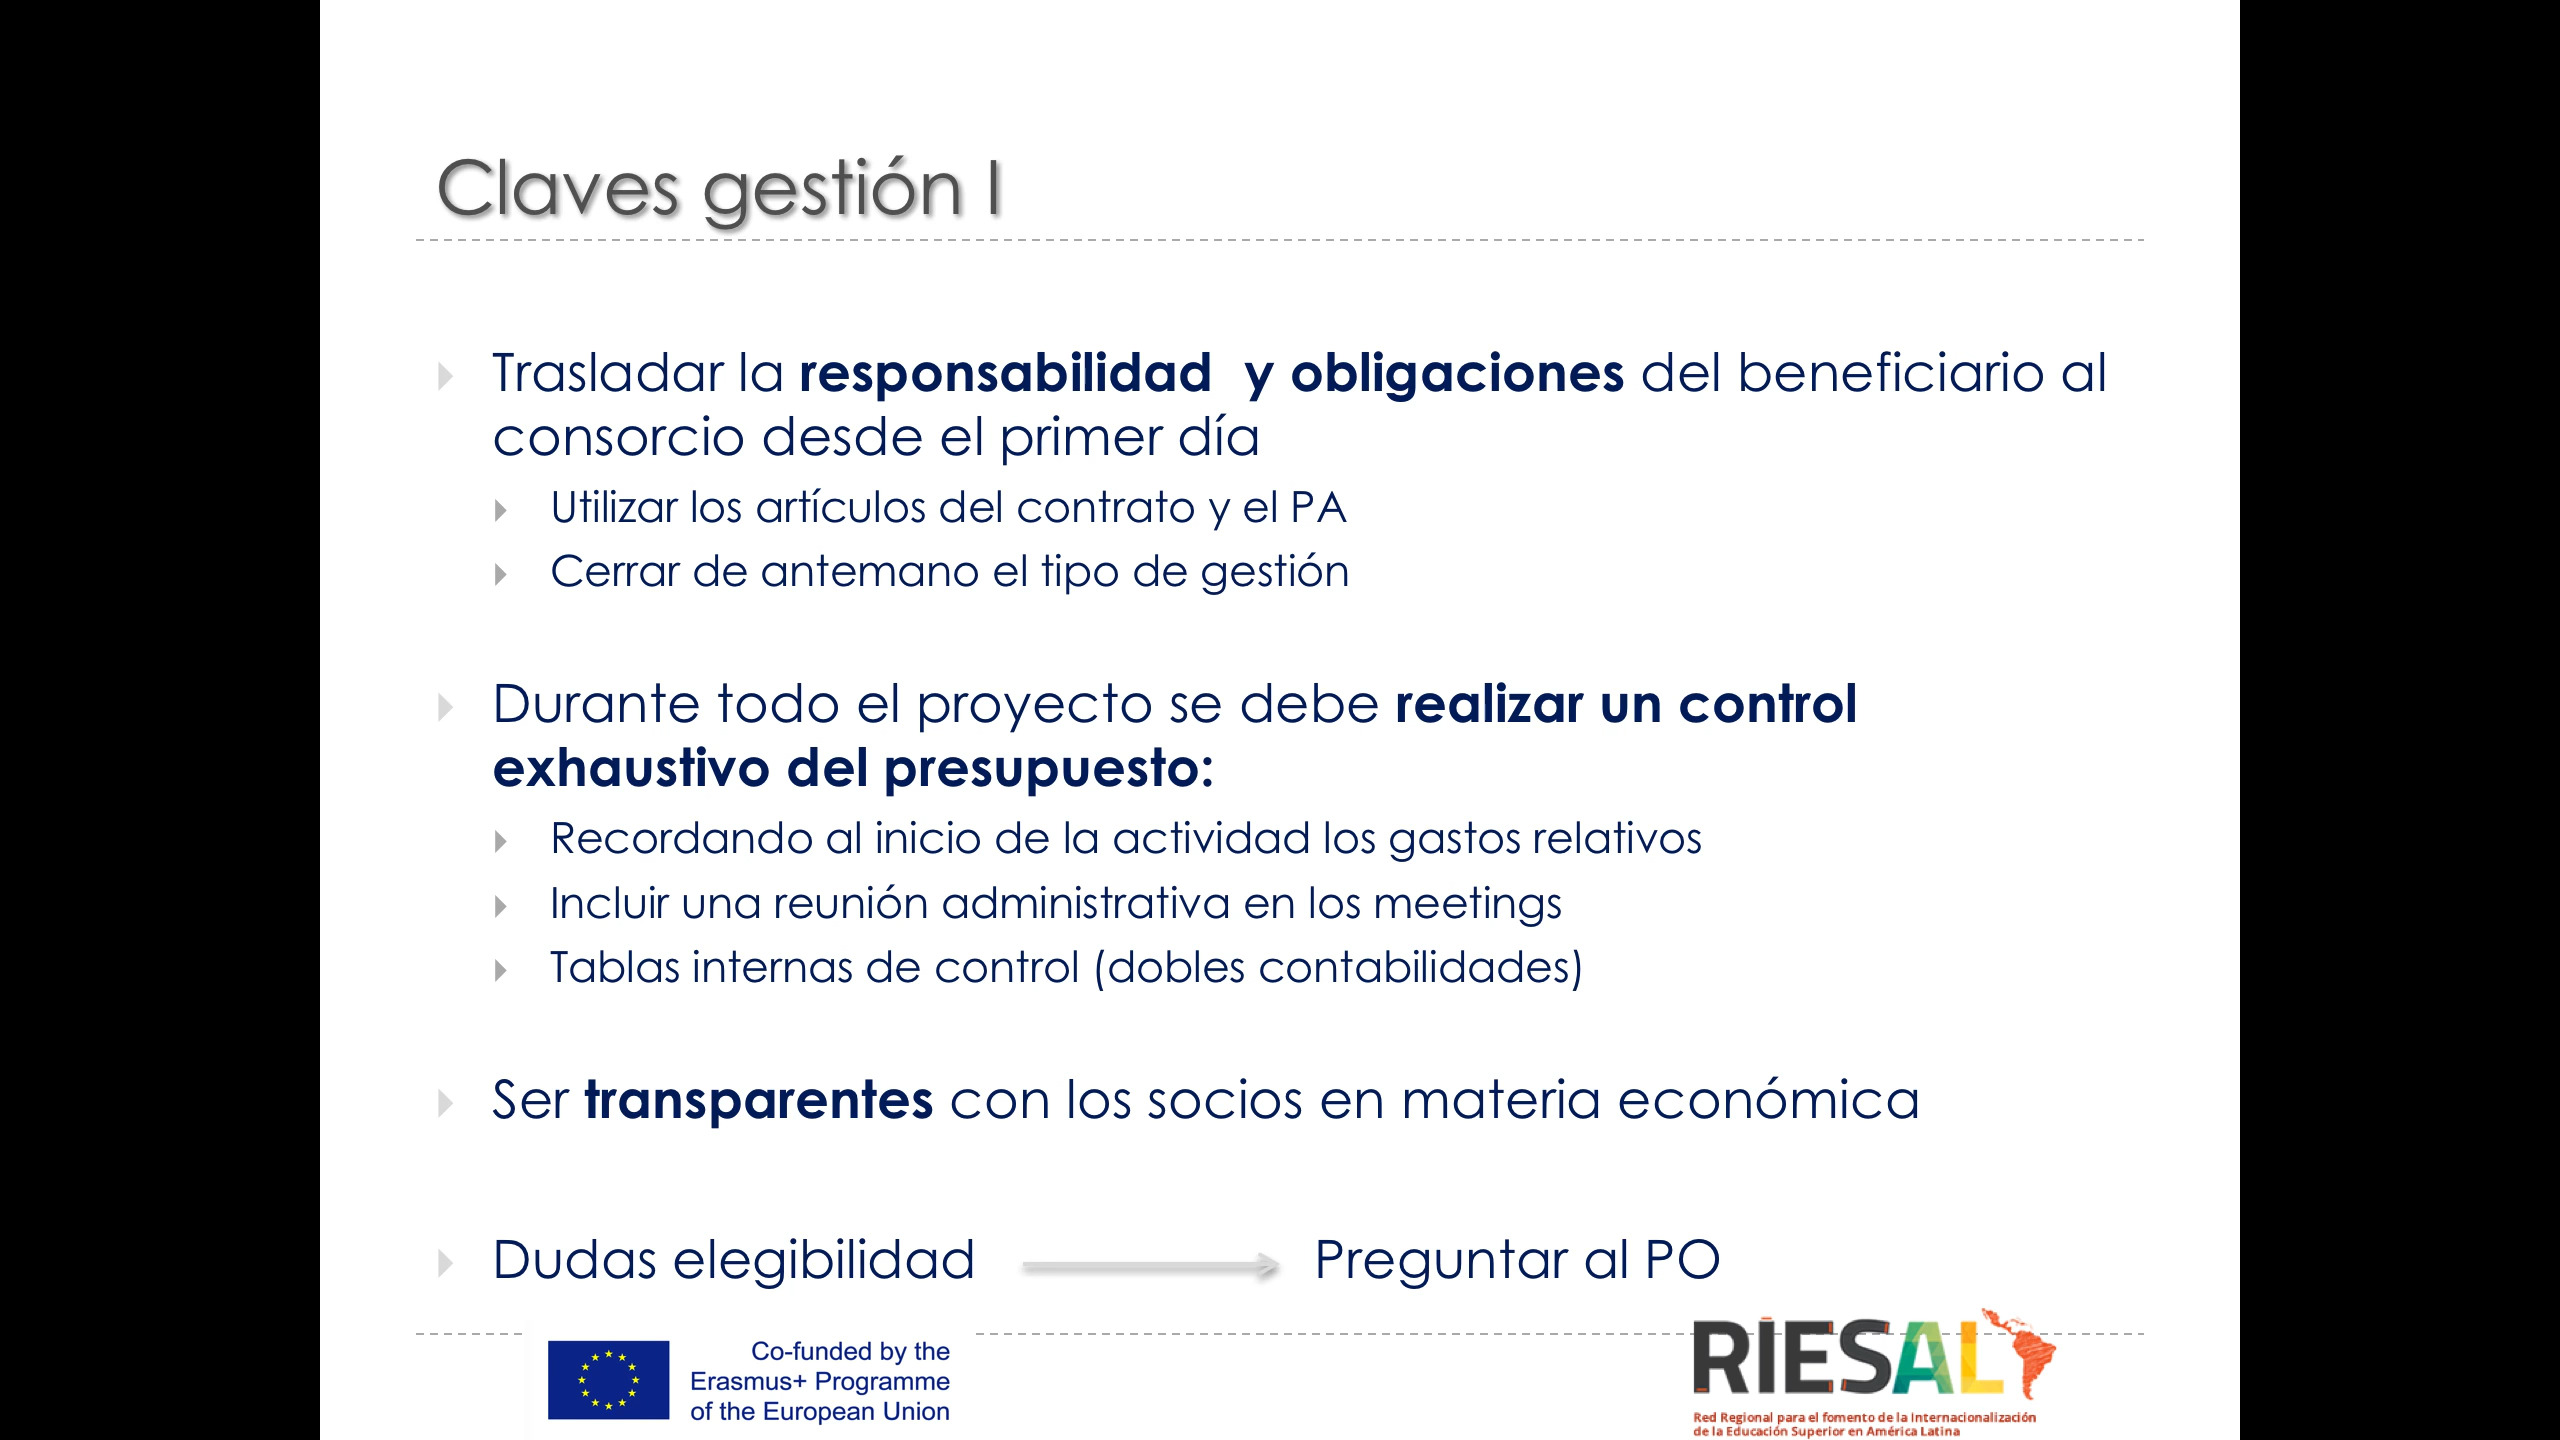 Claves gestión I
Trasladar la responsabilidad y obligaciones del beneficiario al
consorcio desde el primer día
Utilizar los artículos del contrato y el PA
Cerrar de antemano el tipo de gestión
Durante todo el proyecto se debe realizar un control
exhaustivo del presupuesto:
Recordando al inicio de la actividad los gastos relativos
Incluir una reunión administrativa en los meetings
Tablas internas de control (dobles contabilidades)
Ser transparentes con los socios en materia económica
Dudas elegibilidad Preguntar al PO
Co-funded by the
Erasmus+ Programme
of the European Union
RIESAL
Red Regional para el fomento de la Internacionalización
de la Educación Superior en América Latina